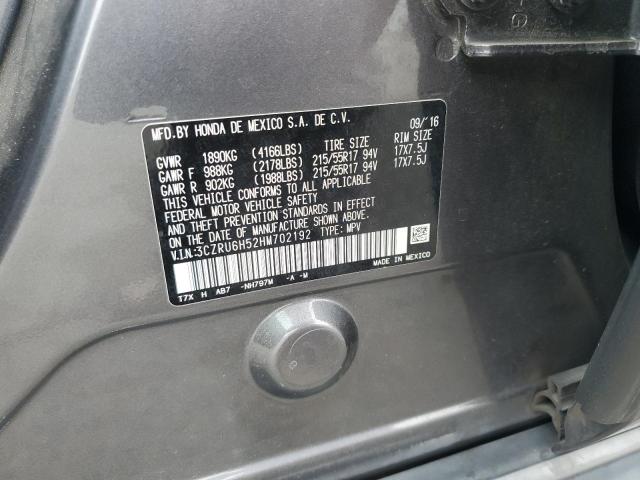 MFD.BY HONDA DE MEXICO S.A. DE C.V. 09/'16
GVWR 1890KG (4166LBS) TIRE SIZE RIM SIZE
GAWR F 988KG (2178LBS) 215/55R17 94V 17X7.5J
GAWR R 902KG (1988LBS) 215/55R17 94V 17X7.5J
THIS VEHICLE CONFORMS TO ALL APPLICABLE
FEDERAL MOTOR VEHICLE SAFETY
AND THEFT PREVENTION STANDARDS IN EFFECT
ON THE DATE OF MANUFACTURE SHOWN ABOVE.
V.I.N.:3CZRU6H52HM702192 TYPE: MPV
MADE IN MEXICO
T7X H AB7 -NH797M -A -M